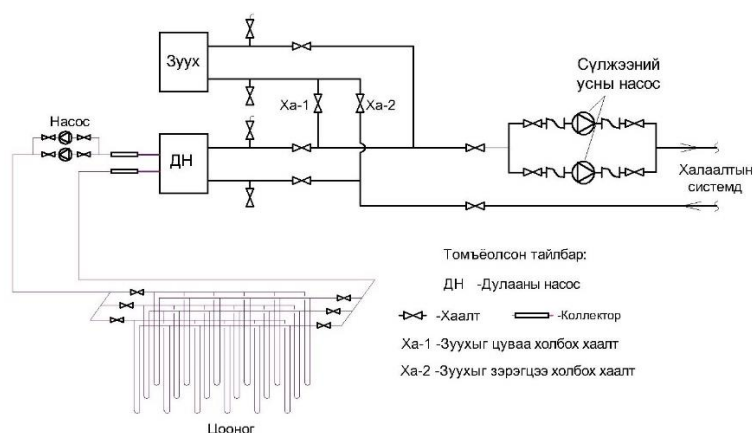 Зуух
Сүлжээний
усны насос
Ха-1
Ха-2
Насос
ДН
Халаалтын
системд
Томъёолсон тайлбар:
ДН -Дулааны насос
-Хаалт
-Коллектор
Ха-1 -Зуухыг цуваа холбох хаалт
Ха-2 -Зуухыг зэрэгцээ холбох хаалт
Цооног